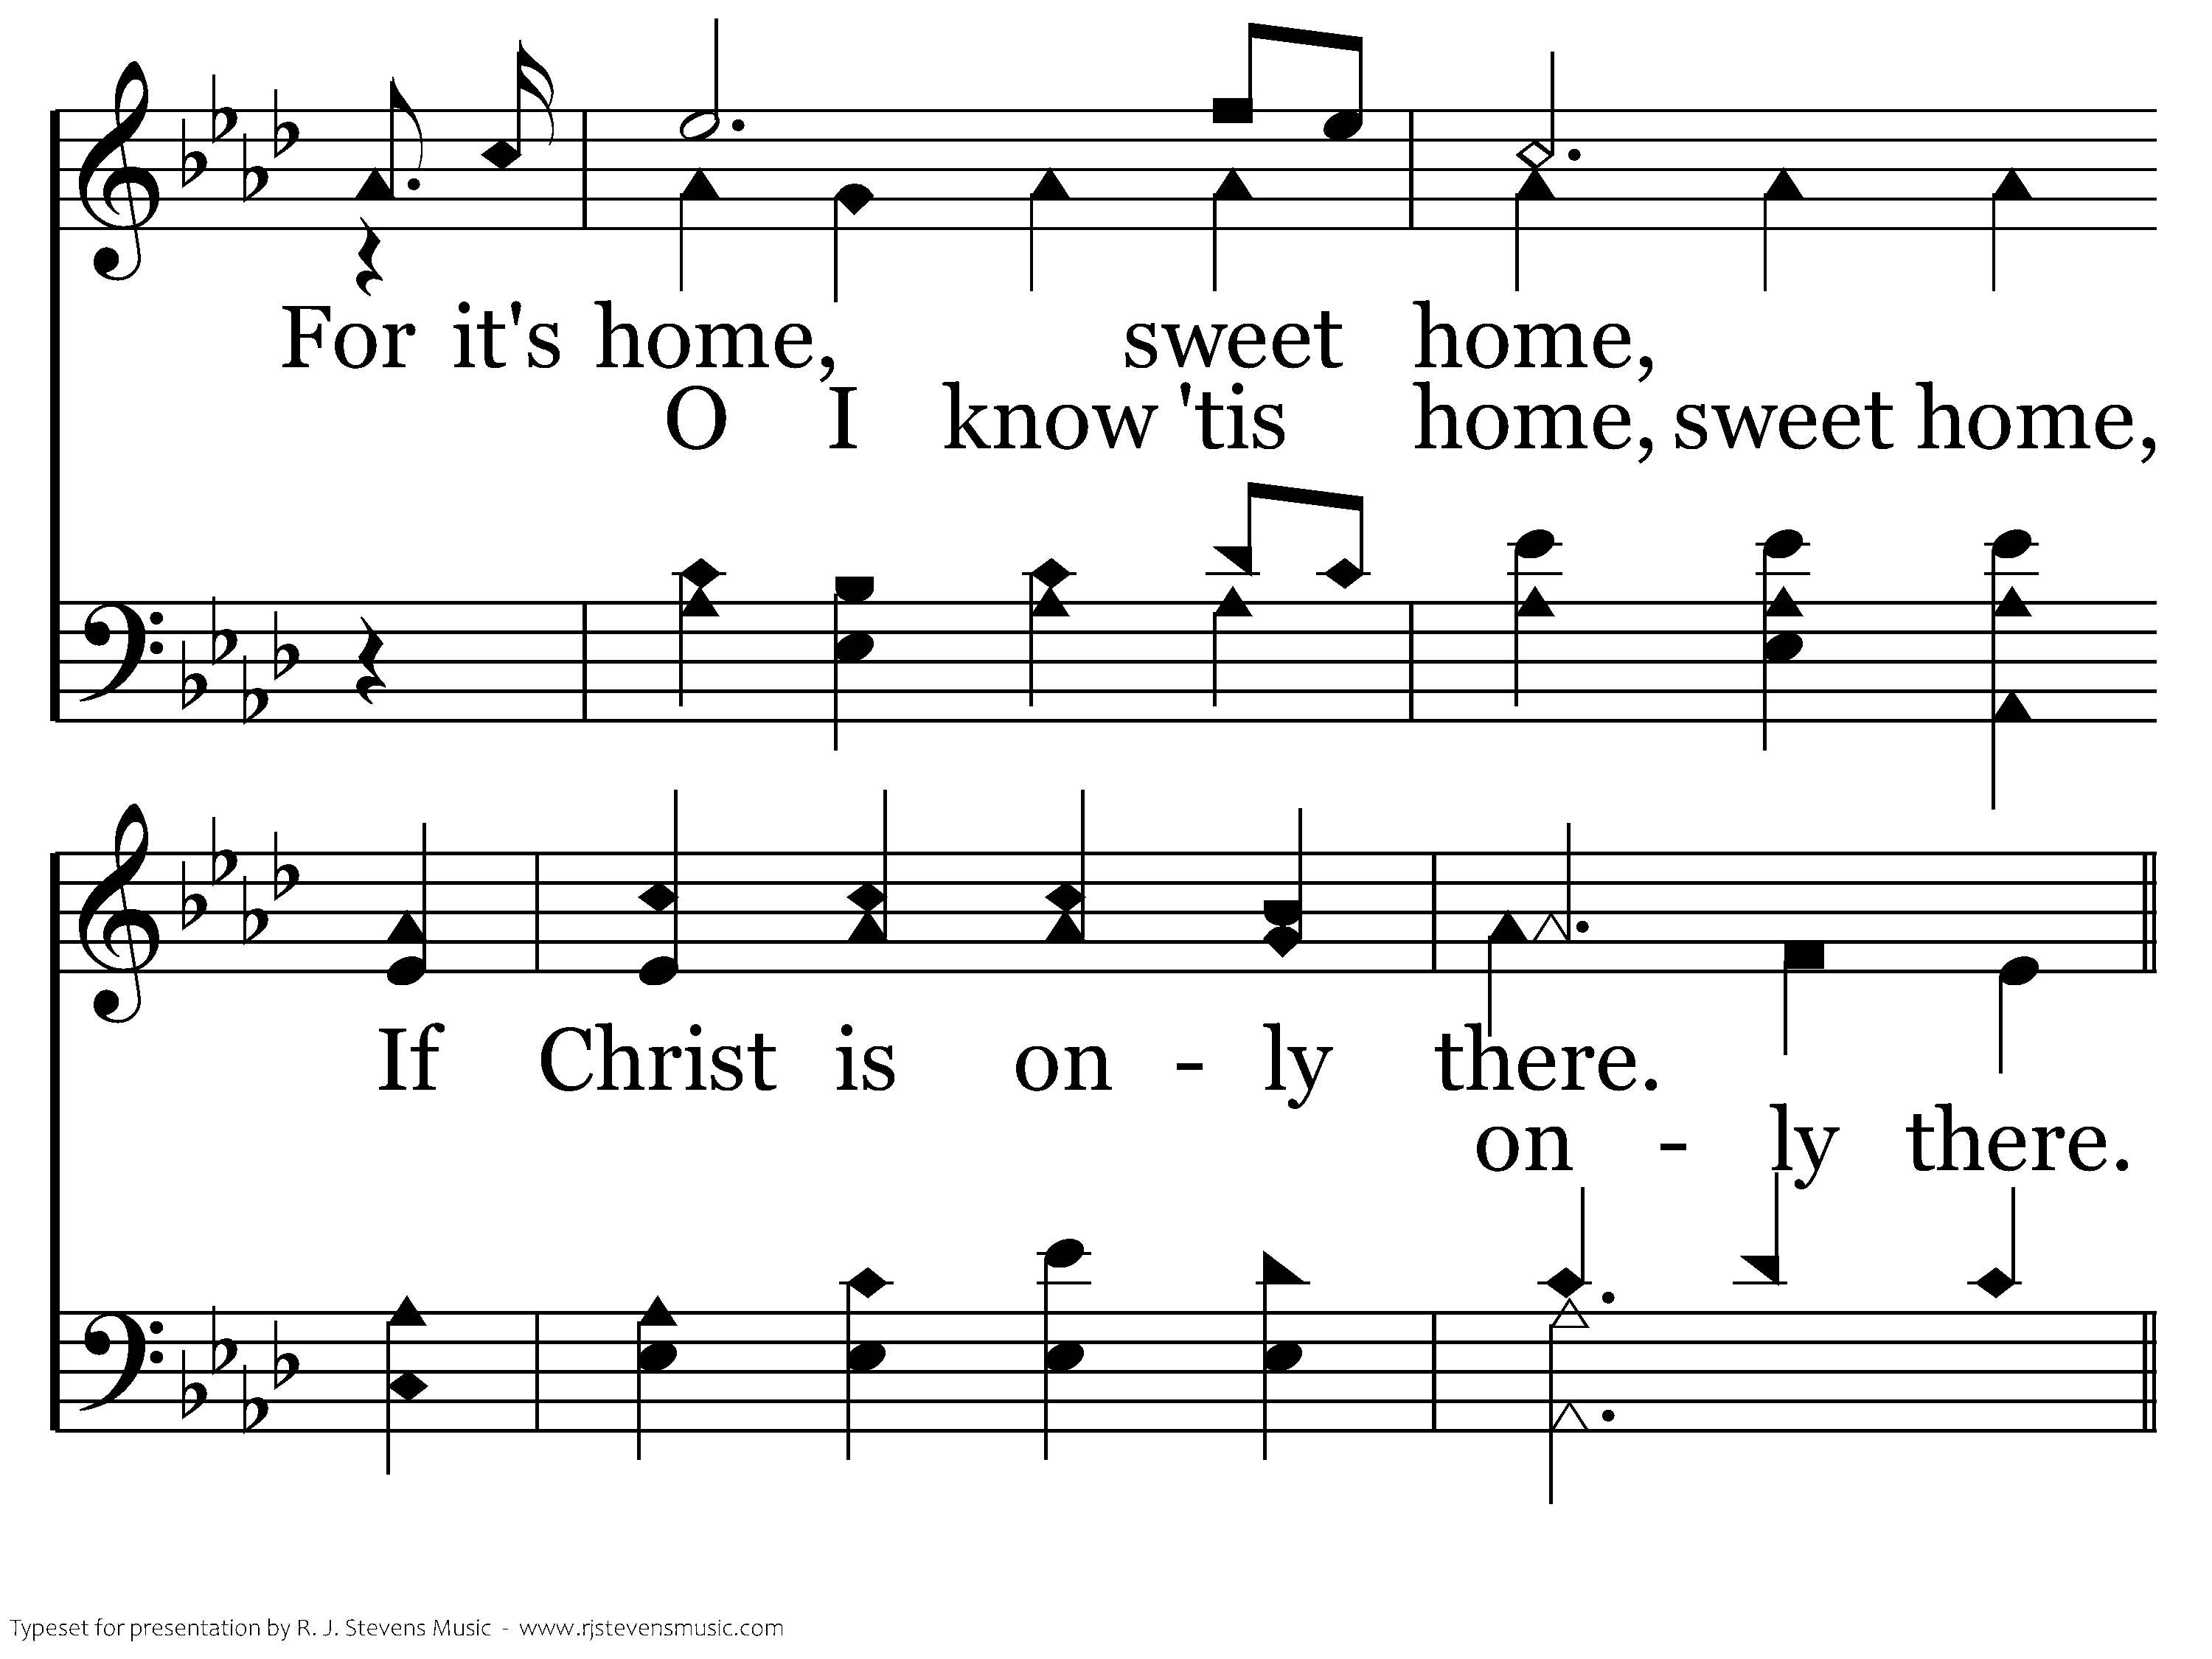 For it's home, sweet home,
O I know 'tis home, sweet home,
If Christ is on - ly there.
on - ly there.
Typeset for presentation by R. J. Stevens Music - www.rjstevensmusic.com